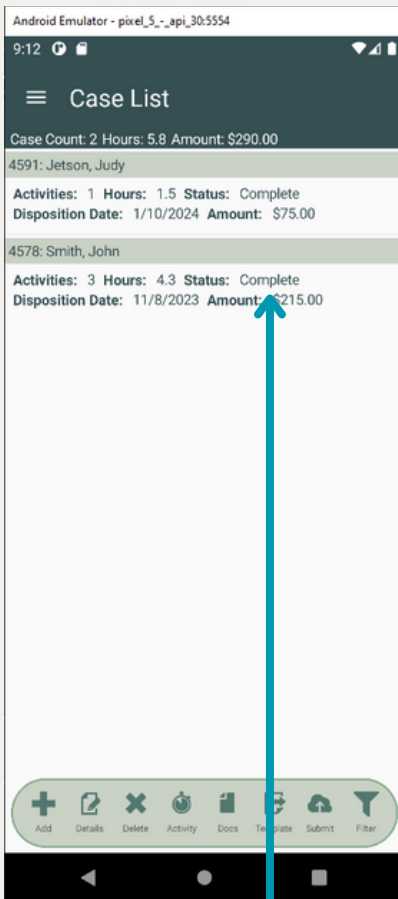 Android Emulator - pixel_5_-_api_30:5554
9:12
Case List
Case Count: 2 Hours: 5.8 Amount: $290.00
4591: Jetson, Judy
Activities: 1 Hours: 1.5 Status: Complete
Disposition Date: 1/10/2024 Amount: $75.00
4578: Smith, John
Activities: 3 Hours: 4.3 Status: Complete
Disposition Date: 11/8/2023 Amount: $215.00
Add Details Delete Activity Docs Template Submit Filter